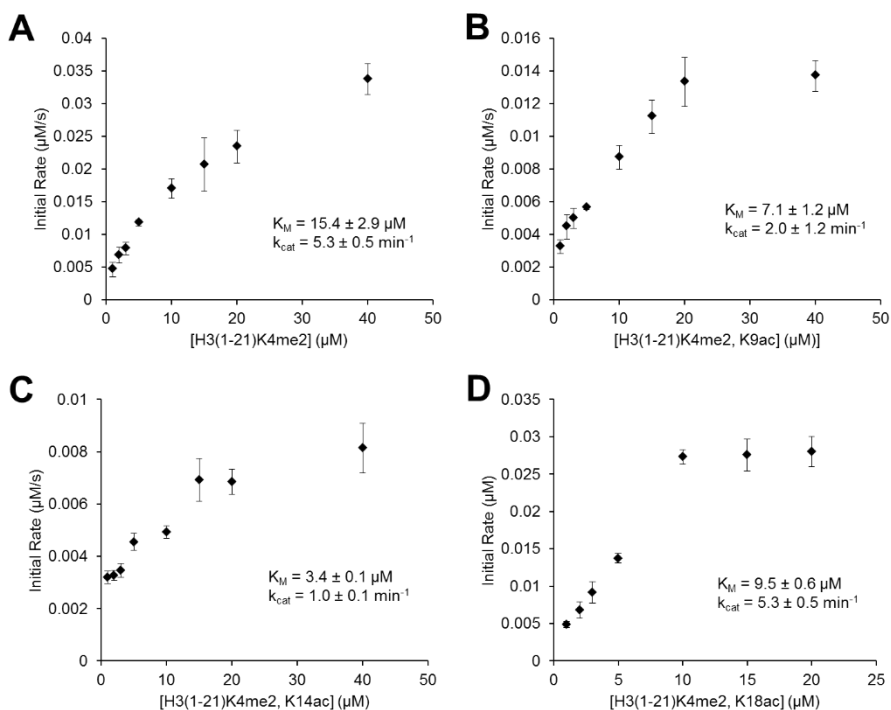 A
Initial Rate (µM/s)
0.04
0.035
0.03
0.025
0.02
0.015
0.01
0.005
0
K_M = 15.4 ± 2.9 µM
k_cat = 5.3 ± 0.5 min⁻¹
0 10 20 30 40 50
[H3(1-21)K4me2] (µM)
B
Initial Rate (µM/s)
0.016
0.014
0.012
0.01
0.008
0.006
0.004
0.002
0
K_M = 7.1 ± 1.2 µM
k_cat = 2.0 ± 1.2 min⁻¹
0 10 20 30 40 50
[H3(1-21)K4me2, K9ac] (µM)]
C
Initial Rate (µM/s)
0.01
0.008
0.006
0.004
0.002
0
K_M = 3.4 ± 0.1 µM
k_cat = 1.0 ± 0.1 min⁻¹
0 10 20 30 40 50
[H3(1-21)K4me2, K14ac] (µM)
D
Initial Rate (µM)
0.035
0.03
0.025
0.02
0.015
0.01
0.005
0
K_M = 9.5 ± 0.6 µM
k_cat = 5.3 ± 0.5 min⁻¹
0 5 10 15 20 25
[H3(1-21)K4me2, K18ac] (µM)